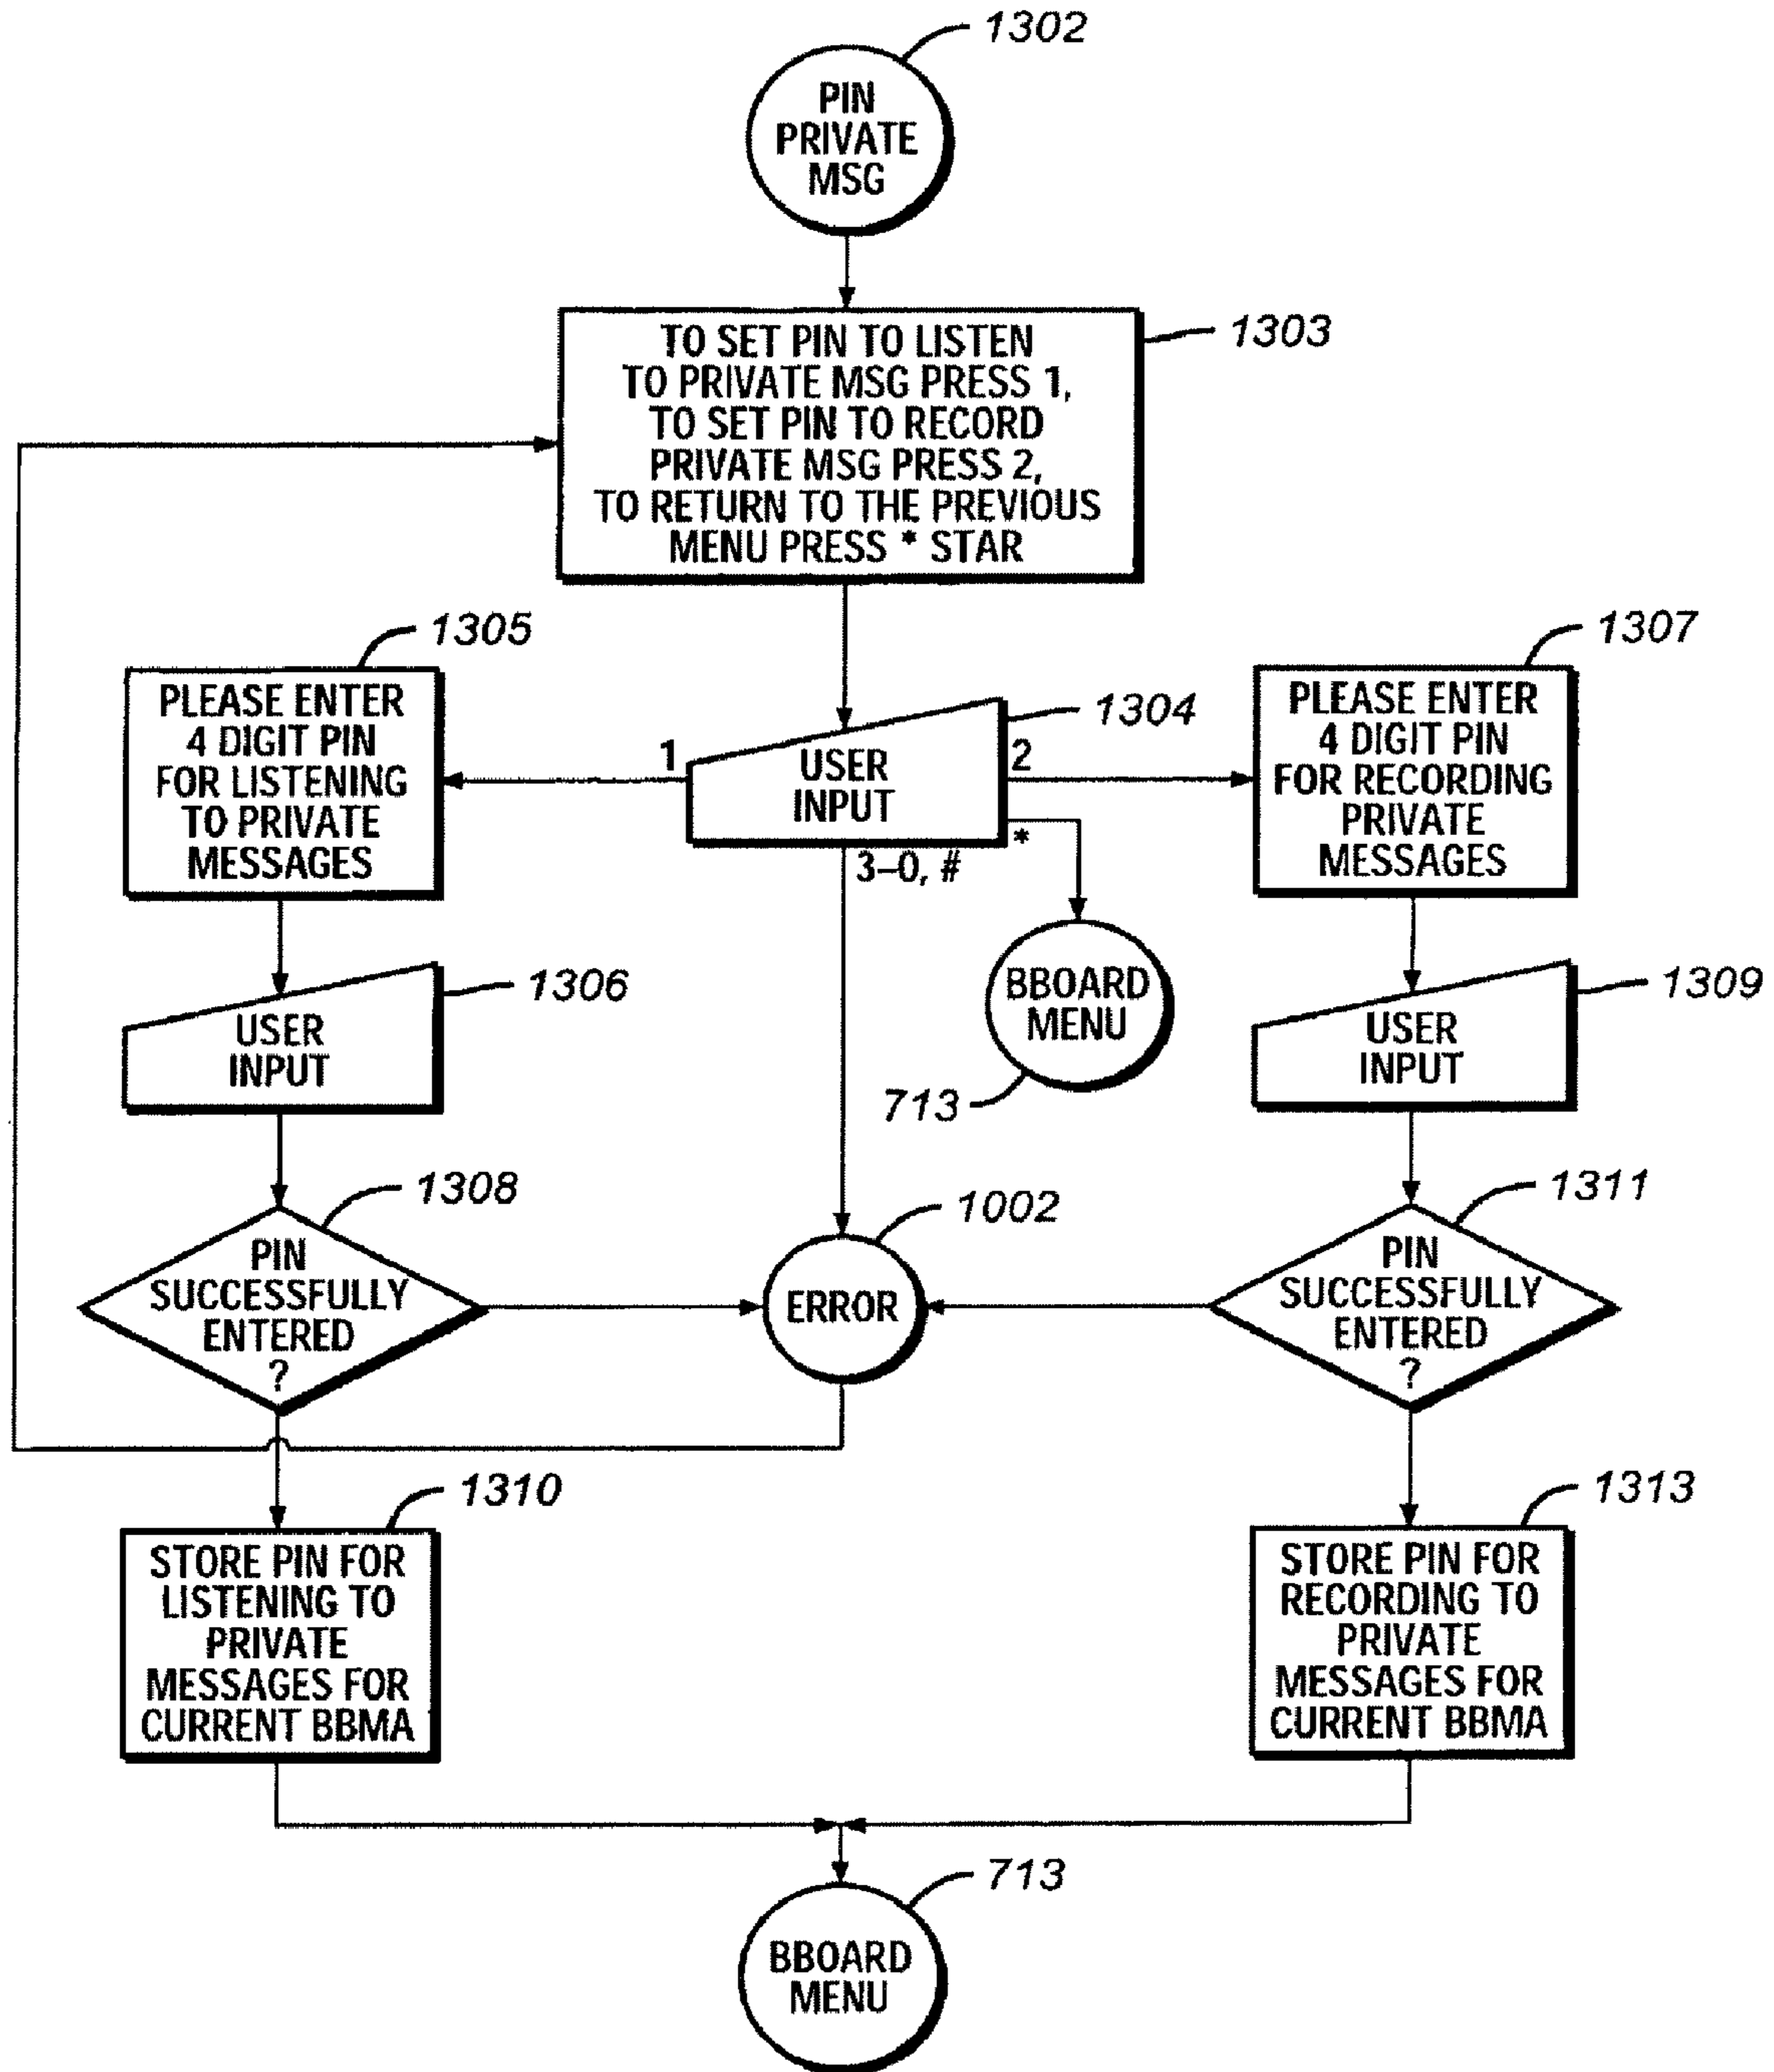 1302
PIN
PRIVATE
MSG
1303
TO SET PIN TO LISTEN
TO PRIVATE MSG PRESS 1,
TO SET PIN TO RECORD
PRIVATE MSG PRESS 2,
TO RETURN TO THE PREVIOUS
MENU PRESS * STAR
1305
PLEASE ENTER
4 DIGIT PIN
FOR LISTENING
TO PRIVATE
MESSAGES
1304
1
USER
INPUT
2
*
3–0, #
1307
PLEASE ENTER
4 DIGIT PIN
FOR RECORDING
PRIVATE
MESSAGES
BBOARD
MENU
713
1306
USER
INPUT
1309
USER
INPUT
1308
PIN
SUCCESSFULLY
ENTERED
?
1002
ERROR
1311
PIN
SUCCESSFULLY
ENTERED
?
1310
STORE PIN FOR
LISTENING TO
PRIVATE
MESSAGES FOR
CURRENT BBMA
1313
STORE PIN FOR
RECORDING TO
PRIVATE
MESSAGES FOR
CURRENT BBMA
713
BBOARD
MENU